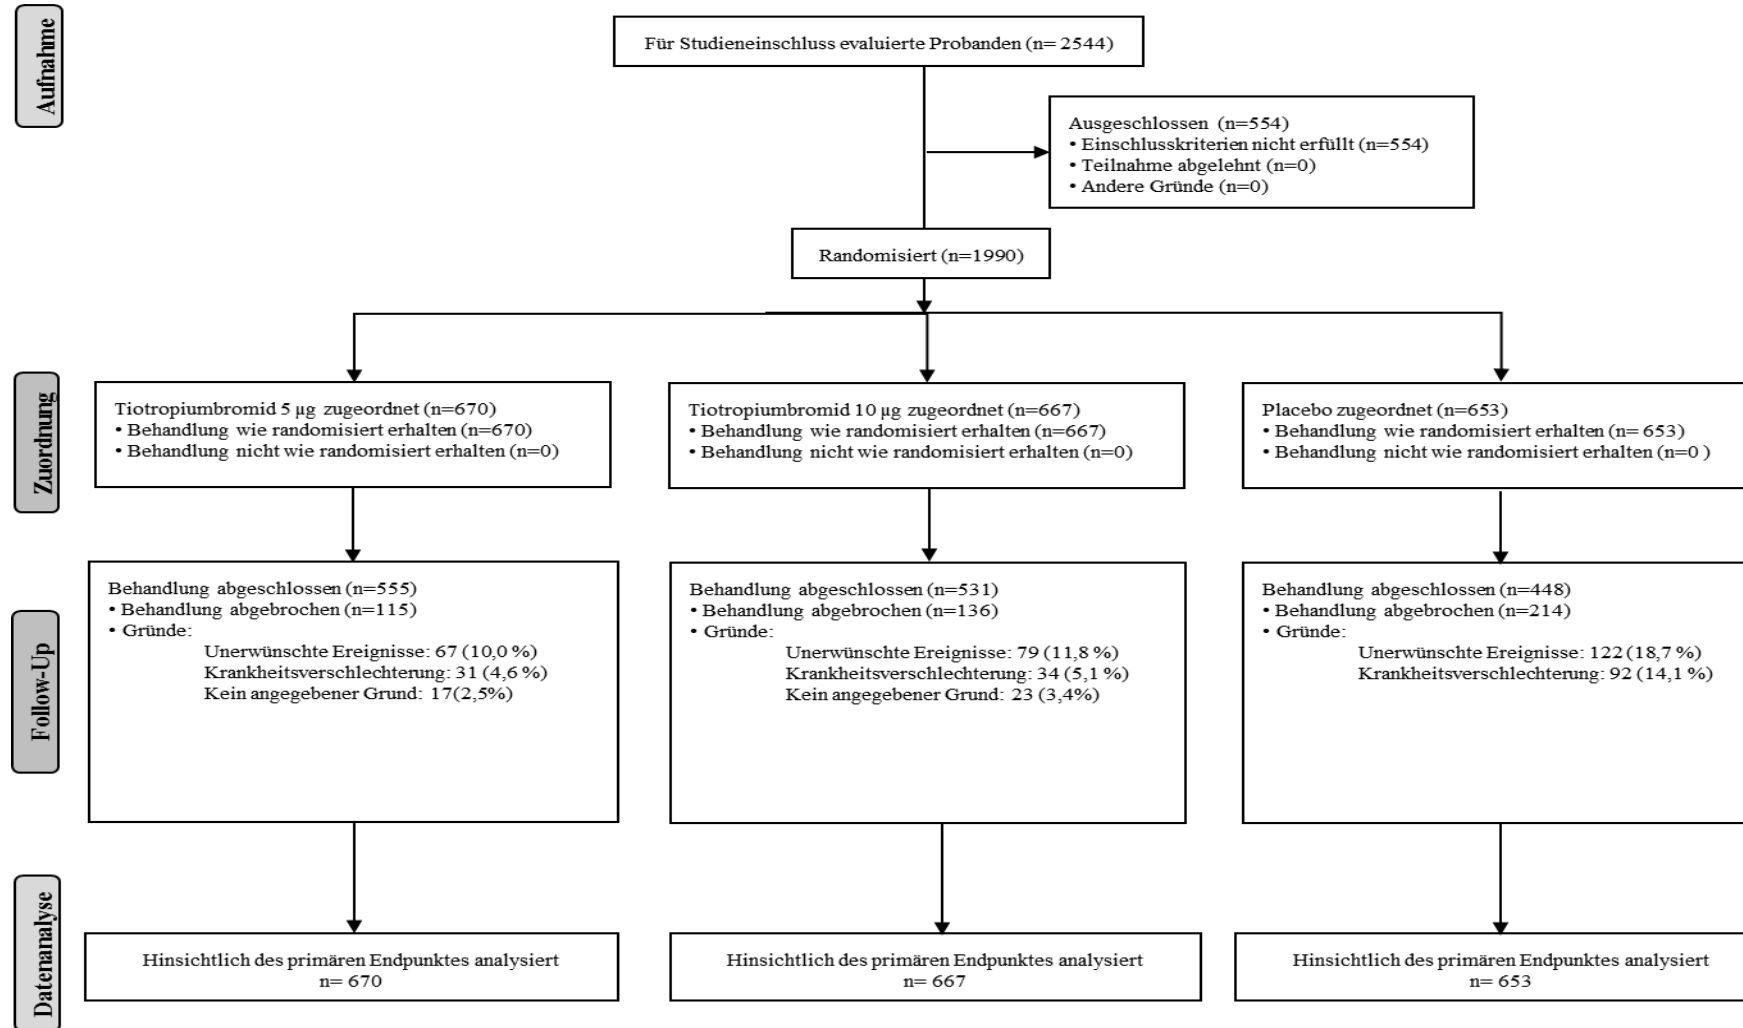 Aufnahme
Für Studieneinschluss evaluierte Probanden (n= 2544)
Ausgeschlossen (n=554)
• Einschlusskriterien nicht erfüllt (n=554)
• Teilnahme abgelehnt (n=0)
• Andere Gründe (n=0)
Randomisiert (n=1990)
Zuordnung
Tiotropiumbromid 5 µg zugeordnet (n=670)
• Behandlung wie randomisiert erhalten (n=670)
• Behandlung nicht wie randomisiert erhalten (n=0)
Tiotropiumbromid 10 µg zugeordnet (n=667)
• Behandlung wie randomisiert erhalten (n=667)
• Behandlung nicht wie randomisiert erhalten (n=0)
Placebo zugeordnet (n=653)
• Behandlung wie randomisiert erhalten (n= 653)
• Behandlung nicht wie randomisiert erhalten (n=0 )
Follow-Up
Behandlung abgeschlossen (n=555)
• Behandlung abgebrochen (n=115)
• Gründe:
Unerwünschte Ereignisse: 67 (10,0 %)
Krankheitsverschlechterung: 31 (4,6 %)
Kein angegebener Grund: 17(2,5%)
Behandlung abgeschlossen (n=531)
• Behandlung abgebrochen (n=136)
• Gründe:
Unerwünschte Ereignisse: 79 (11,8 %)
Krankheitsverschlechterung: 34 (5,1 %)
Kein angegebener Grund: 23 (3,4%)
Behandlung abgeschlossen (n=448)
• Behandlung abgebrochen (n=214)
• Gründe:
Unerwünschte Ereignisse: 122 (18,7 %)
Krankheitsverschlechterung: 92 (14,1 %)
Datenanalyse
Hinsichtlich des primären Endpunktes analysiert
n= 670
Hinsichtlich des primären Endpunktes analysiert
n= 667
Hinsichtlich des primären Endpunktes analysiert
n= 653